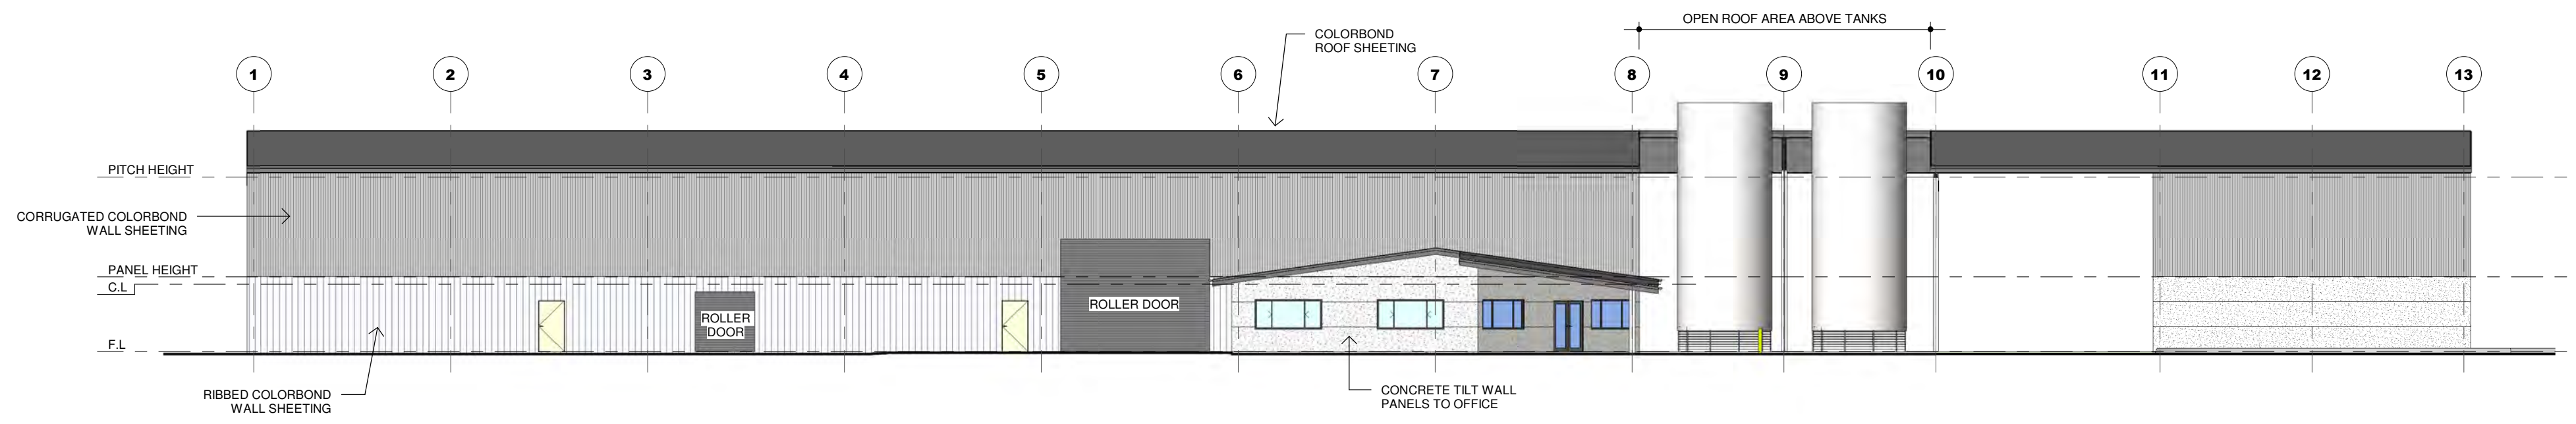 OPEN ROOF AREA ABOVE TANKS
COLORBOND
ROOF SHEETING
1
2
3
4
5
6
7
8
9
10
11
12
13
PITCH HEIGHT
CORRUGATED COLORBOND
WALL SHEETING
PANEL HEIGHT
C.L
F.L
ROLLER
DOOR
ROLLER DOOR
RIBBED COLORBOND
WALL SHEETING
CONCRETE TILT WALL
PANELS TO OFFICE